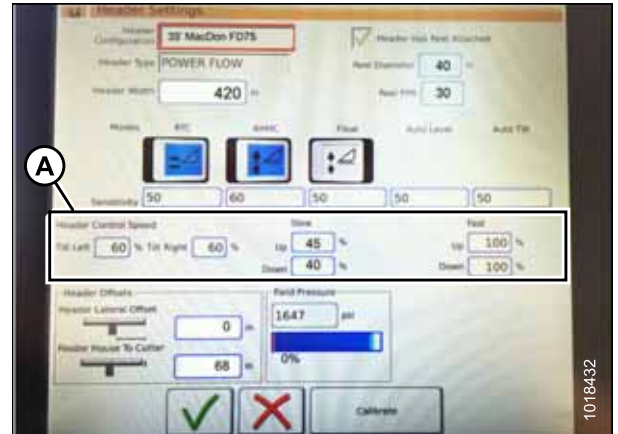 Header Settings
Header Configuration 35' MacDon FD75
Header Has Reel Attached
Header Type POWER FLOW
Reel Diameter 40 in
Header Width 420 in
Reel PPR 30
Modes RTC AHHC Float Auto Level Auto Tilt
A
Sensitivity 50 60 50 50 50
Header Control Speed Slow Fast
Tilt Left 60 % Tilt Right 60 % Up 45 % Up 100 %
Down 40 % Down 100 %
Header Offsets Field Pressure
Header Lateral Offset 0 in 1647 psi
Feeder House To Cutter 68 in 0%
Calibrate
1018432